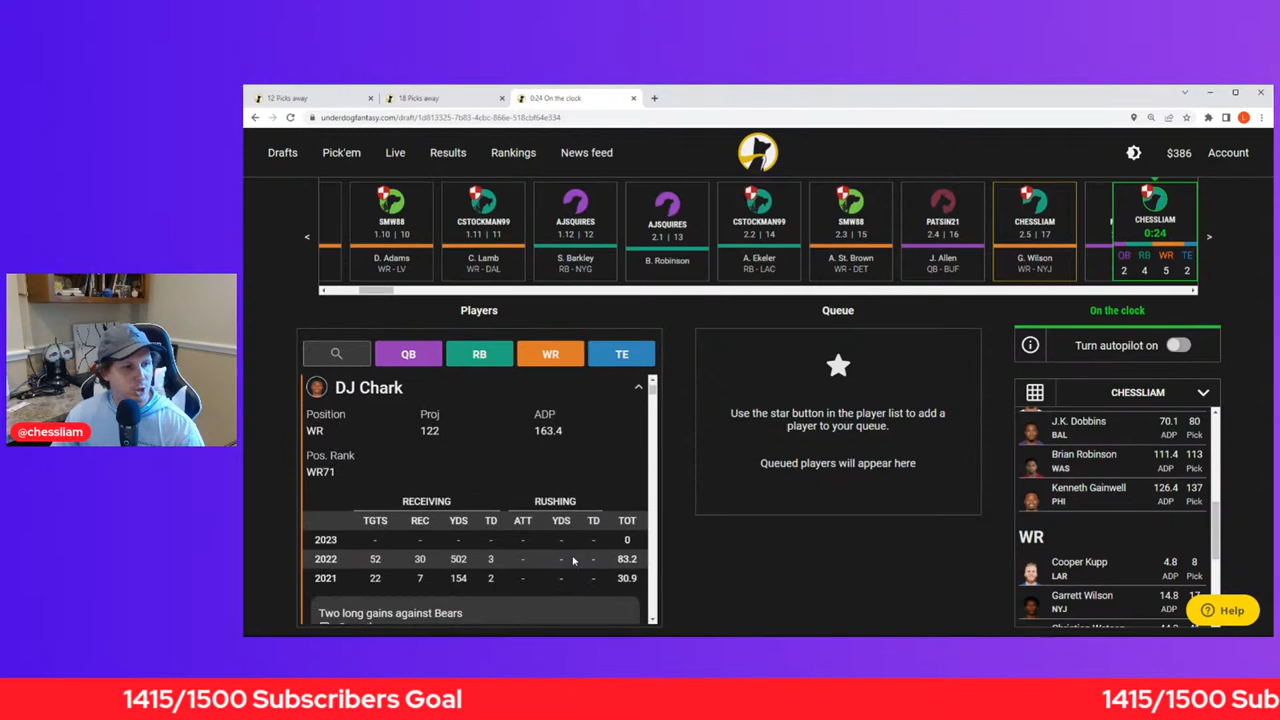 12 Picks away
18 Picks away
0:24 On the clock
underdogfantasy.com/draft/1d813325-7b83-4cbc-866e-518cbf64e334
Drafts
Pick'em
Live
Results
Rankings
News feed
$386
Account
SMW88
1.10 | 10
D. Adams
WR - LV
CSTOCKMAN99
1.11 | 11
C. Lamb
WR - DAL
AJSQUIRES
1.12 | 12
S. Barkley
RB - NYG
AJSQUIRES
2.1 | 13
B. Robinson
CSTOCKMAN99
2.2 | 14
A. Ekeler
RB - LAC
SMW88
2.3 | 15
A. St. Brown
WR - DET
PATSIN21
2.4 | 16
J. Allen
QB - BUF
CHESSLIAM
2.5 | 17
G. Wilson
WR - NYJ
CHESSLIAM
0:24
QB RB WR TE
2 4 5 2
Players
Queue
On the clock
QB
RB
WR
TE
Turn autopilot on
DJ Chark
Position
WR
Proj
122
ADP
163.4
Pos. Rank
WR71
RECEIVING RUSHING
TGTS REC YDS TD ATT YDS TD TOT
2023 - - - - - - - 0
2022 52 30 502 3 - - - 83.2
2021 22 7 154 2 - - - 30.9
Two long gains against Bears
Use the star button in the player list to add a
player to your queue.
Queued players will appear here
CHESSLIAM
J.K. Dobbins 70.1 80
BAL ADP Pick
Brian Robinson 111.4 113
WAS ADP Pick
Kenneth Gainwell 126.4 137
PHI ADP Pick
WR
Cooper Kupp 4.8 8
LAR ADP Pick
Garrett Wilson 14.8 17
NYJ ADP
Help
@chessliam
1415/1500 Subscribers Goal
1415/1500 Sub